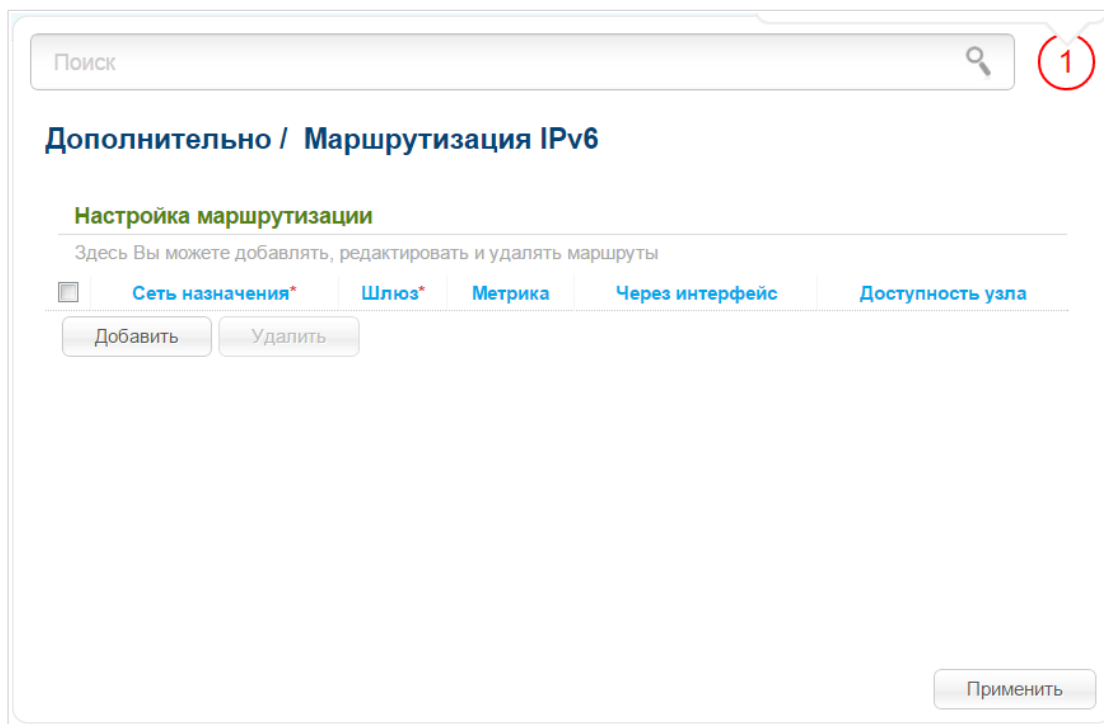 Поиск
1
Дополнительно / Маршрутизация IPv6
Настройка маршрутизации
Здесь Вы можете добавлять, редактировать и удалять маршруты
Сеть назначения* Шлюз* Метрика Через интерфейс Доступность узла
Добавить Удалить
Применить